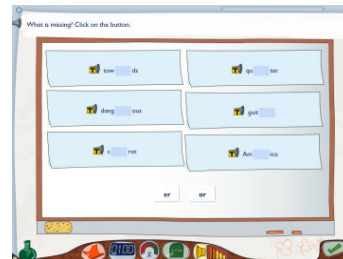 What is missing? Click on the button.
tow ds
qu ter
dang ous
guit
c rot
Am ica
er ar